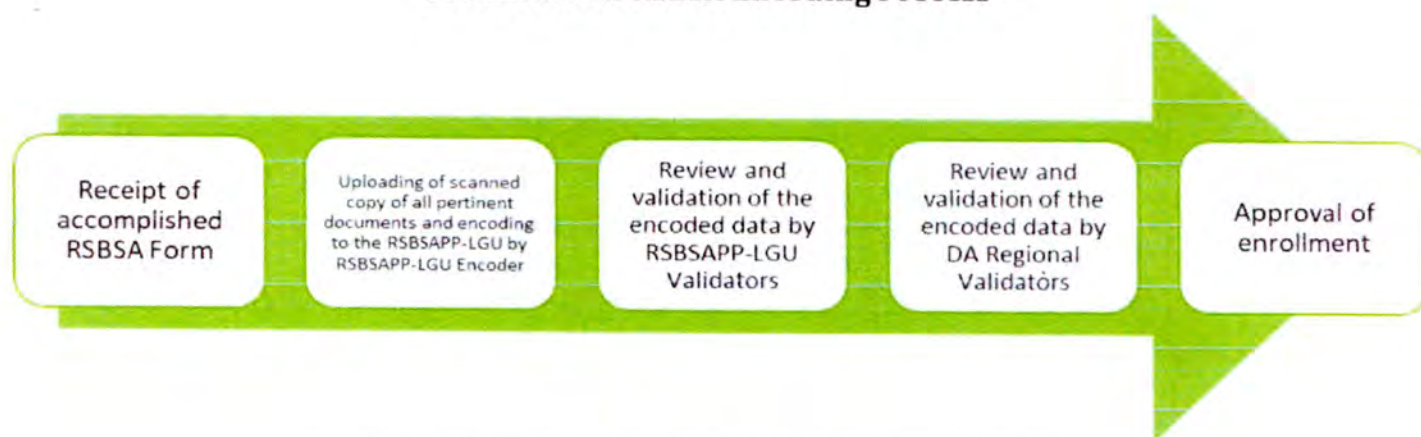 Receipt of
accomplished
RSBSA Form
Uploading of scanned
copy of all pertinent
documents and encoding
to the RSBSAPP-LGU by
RSBSAPP-LGU Encoder
Review and
validation of the
encoded data by
RSBSAPP-LGU
Validators
Review and
validation of the
encoded data by
DA Regional
Validators
Approval of
enrollment